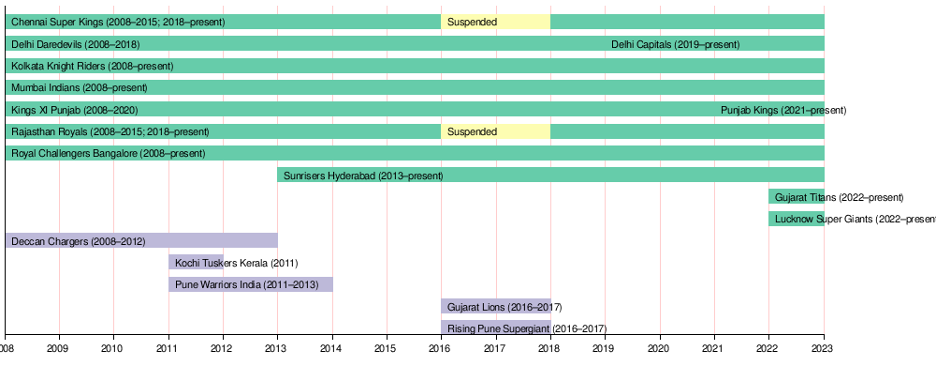 Chennai Super Kings (2008–2015; 2018–present) Suspended
Delhi Daredevils (2008–2018) Delhi Capitals (2019–present)
Kolkata Knight Riders (2008–present)
Mumbai Indians (2008–present)
Kings XI Punjab (2008–2020) Punjab Kings (2021–present)
Rajasthan Royals (2008–2015; 2018–present) Suspended
Royal Challengers Bangalore (2008–present)
Sunrisers Hyderabad (2013–present)
Gujarat Titans (2022–present)
Lucknow Super Giants (2022–presen
Deccan Chargers (2008–2012)
Kochi Tuskers Kerala (2011)
Pune Warriors India (2011–2013)
Gujarat Lions (2016–2017)
Rising Pune Supergiant (2016–2017)
008 2009 2010 2011 2012 2013 2014 2015 2016 2017 2018 2019 2020 2021 2022 2023